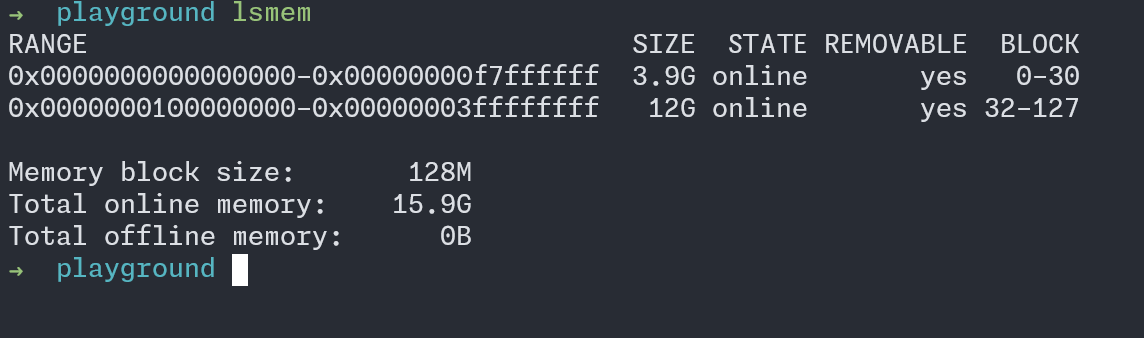 → playground lsmem
RANGE                                  SIZE  STATE REMOVABLE  BLOCK
0x0000000000000000-0x00000000f7ffffff  3.9G online       yes   0-30
0x0000000100000000-0x00000003ffffffff   12G online       yes 32-127

Memory block size:       128M
Total online memory:    15.9G
Total offline memory:      0B
→ playground